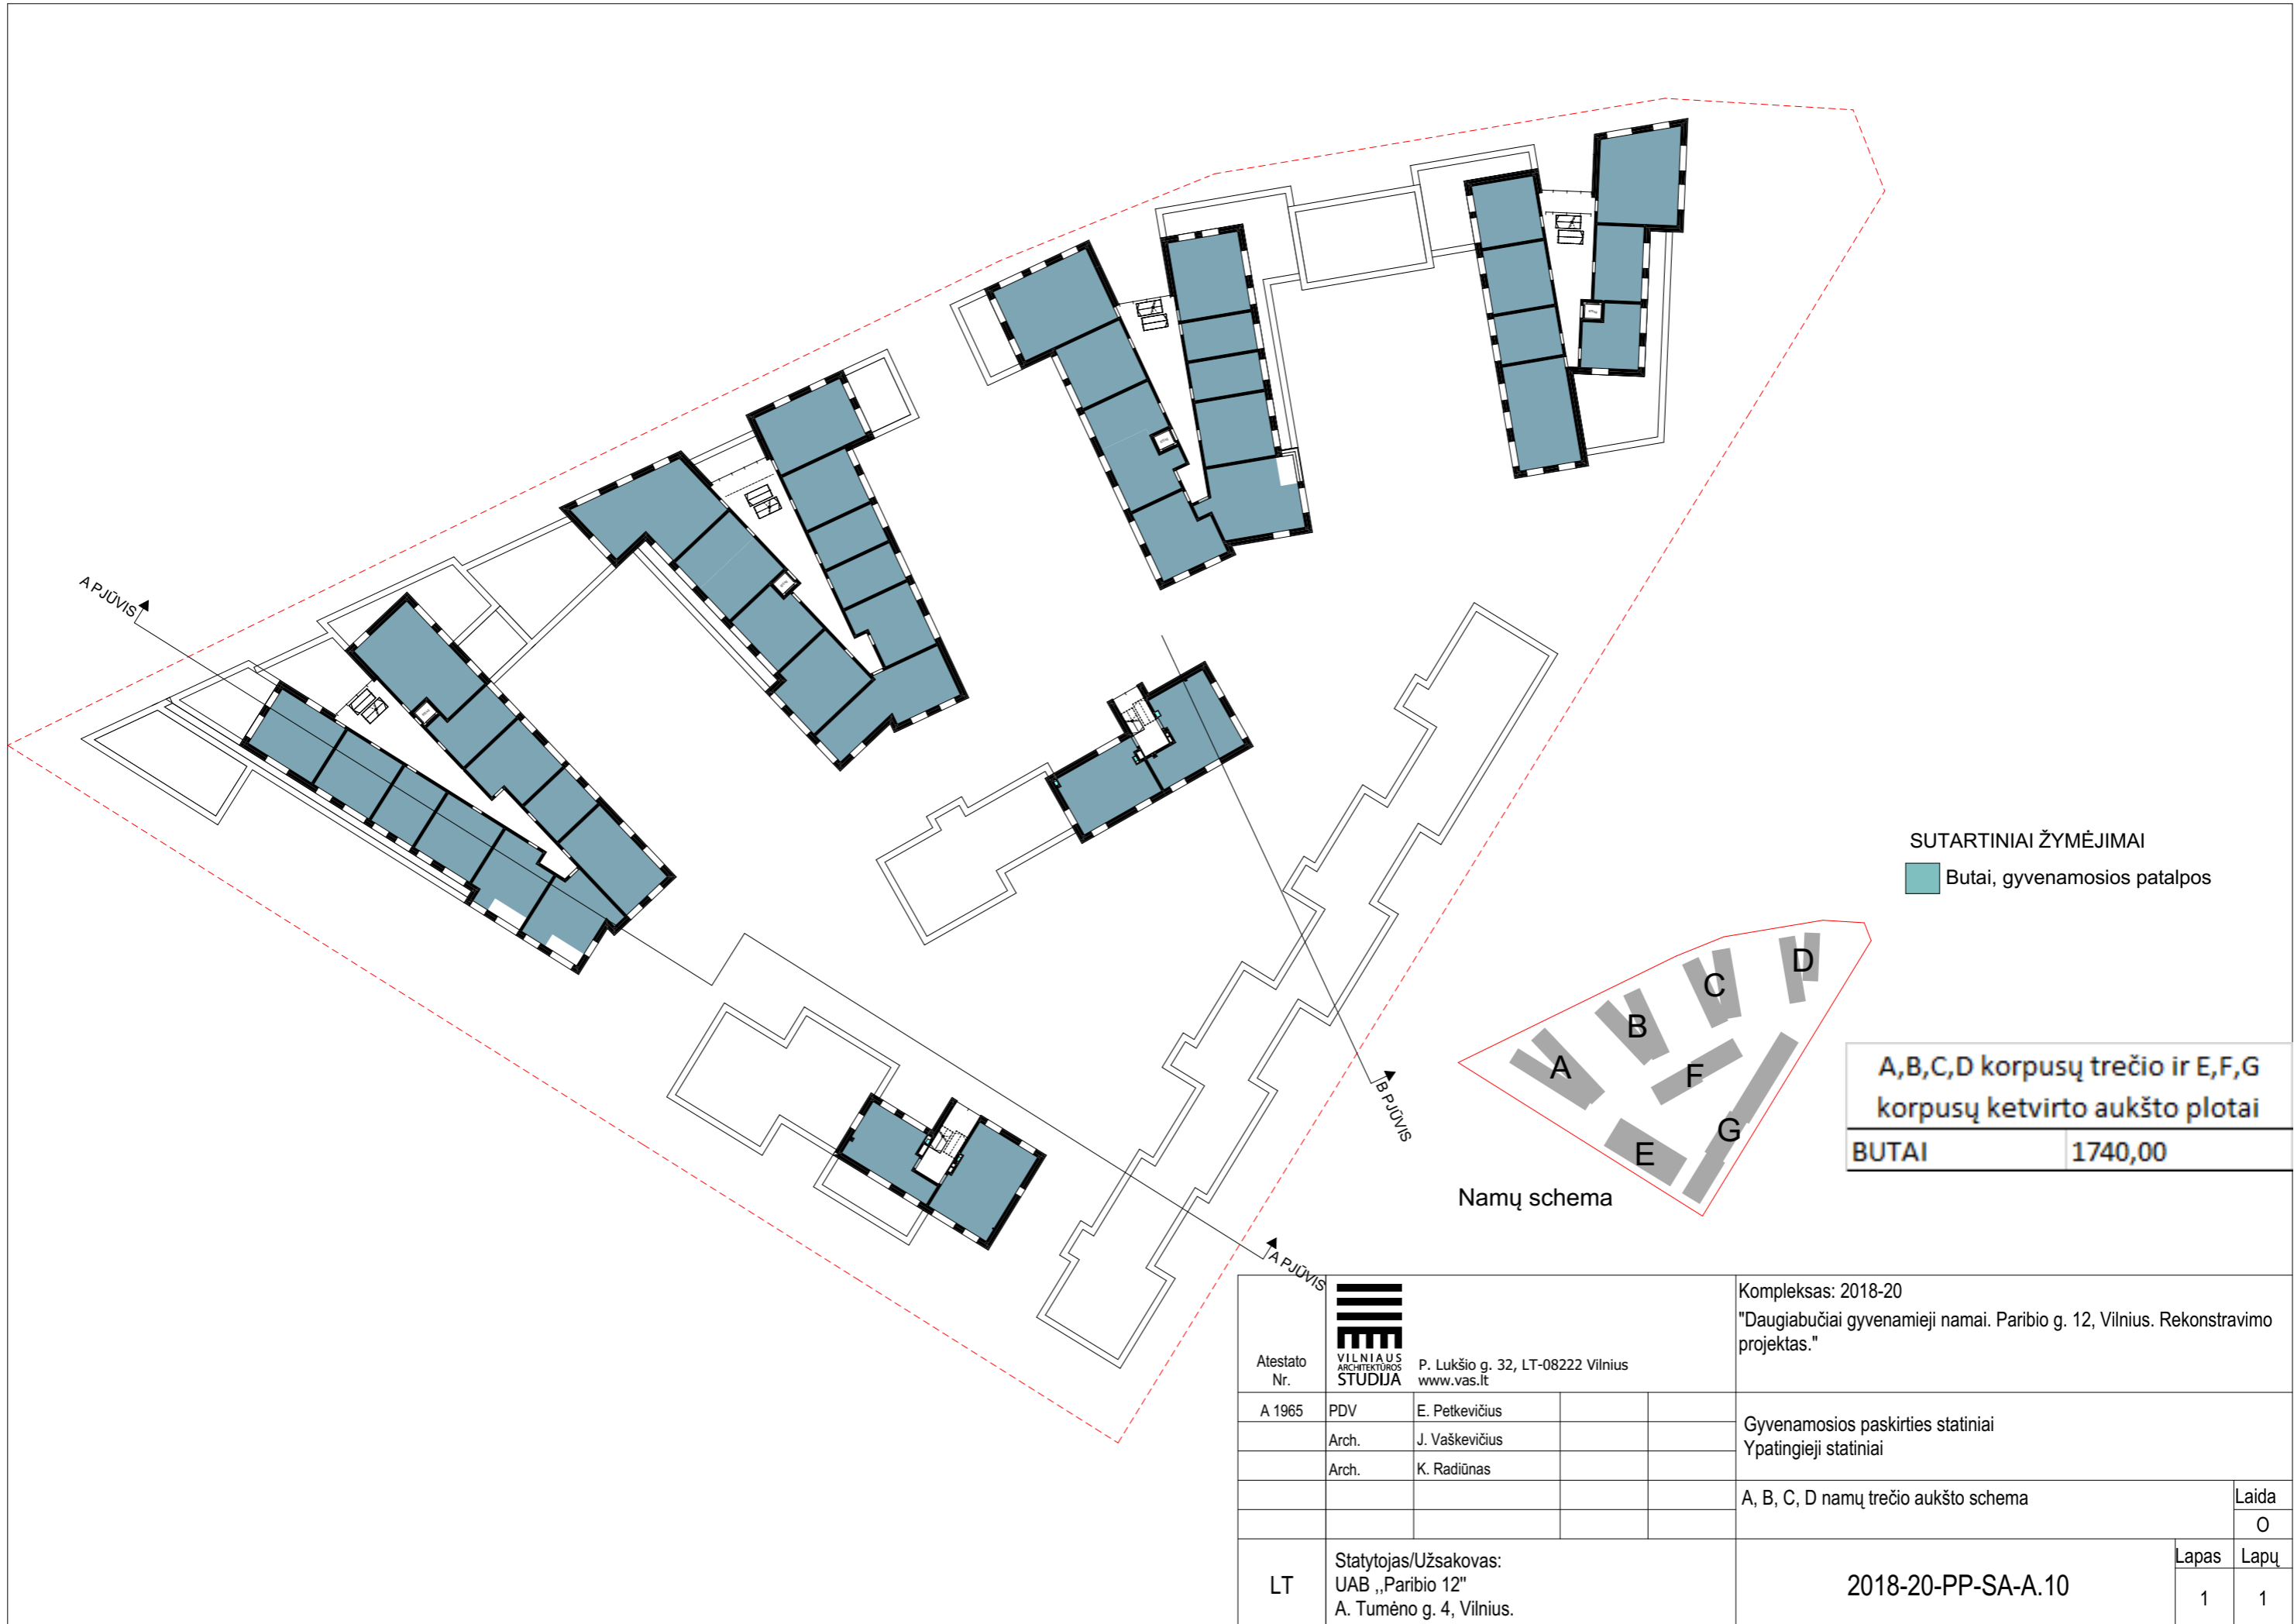 A PJŪVIS
SUTARTINIAI ŽYMĖJIMAI
Butai, gyvenamosios patalpos
A
B
C
D
E
F
G
Namų schema
B PJŪVIS
A PJŪVIS
A,B,C,D korpusų trečio ir E,F,G
korpusų ketvirto aukšto plotai
BUTAI 1740,00
Atestato
Nr.
VILNIAUS
ARCHITEKTŪROS
STUDIJA
P. Lukšio g. 32, LT-08222 Vilnius
www.vas.lt
Kompleksas: 2018-20
"Daugiabučiai gyvenamieji namai. Paribio g. 12, Vilnius. Rekonstravimo
projektas."
A 1965 PDV E. Petkevičius
Arch. J. Vaškevičius
Arch. K. Radiūnas
Gyvenamosios paskirties statiniai
Ypatingieji statiniai
A, B, C, D namų trečio aukšto schema
Laida
O
LT
Statytojas/Užsakovas:
UAB ,,Paribio 12"
A. Tumėno g. 4, Vilnius.
2018-20-PP-SA-A.10
Lapas Lapų
1 1